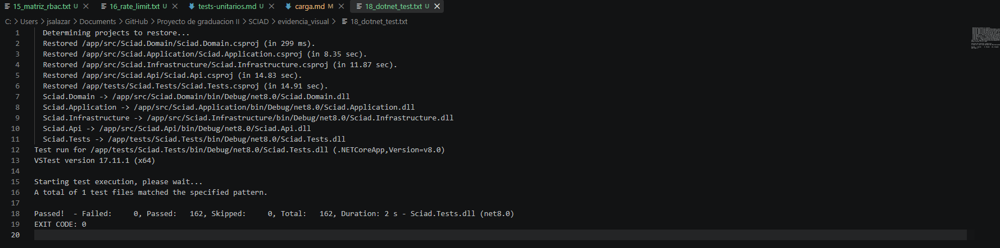 15_matriz_rbac.txt U 16_rate_limit.txt U tests-unitarios.md U carga.md M 18_dotnet_test.txt U
C: > Users > jsalazar > Documents > GitHub > Proyecto de graduacion II > SCIAD > evidencia_visual > 18_dotnet_test.txt
1 Determining projects to restore...
2 Restored /app/src/Sciad.Domain/Sciad.Domain.csproj (in 299 ms).
3 Restored /app/src/Sciad.Application/Sciad.Application.csproj (in 8.35 sec).
4 Restored /app/src/Sciad.Infrastructure/Sciad.Infrastructure.csproj (in 11.87 sec).
5 Restored /app/src/Sciad.Api/Sciad.Api.csproj (in 14.83 sec).
6 Restored /app/tests/Sciad.Tests/Sciad.Tests.csproj (in 14.91 sec).
7 Sciad.Domain -> /app/src/Sciad.Domain/bin/Debug/net8.0/Sciad.Domain.dll
8 Sciad.Application -> /app/src/Sciad.Application/bin/Debug/net8.0/Sciad.Application.dll
9 Sciad.Infrastructure -> /app/src/Sciad.Infrastructure/bin/Debug/net8.0/Sciad.Infrastructure.dll
10 Sciad.Api -> /app/src/Sciad.Api/bin/Debug/net8.0/Sciad.Api.dll
11 Sciad.Tests -> /app/tests/Sciad.Tests/bin/Debug/net8.0/Sciad.Tests.dll
12 Test run for /app/tests/Sciad.Tests/bin/Debug/net8.0/Sciad.Tests.dll (.NETCoreApp,Version=v8.0)
13 VSTest version 17.11.1 (x64)
14
15 Starting test execution, please wait...
16 A total of 1 test files matched the specified pattern.
17
18 Passed!  - Failed:     0, Passed:   162, Skipped:     0, Total:   162, Duration: 2 s - Sciad.Tests.dll (net8.0)
19 EXIT CODE: 0
20